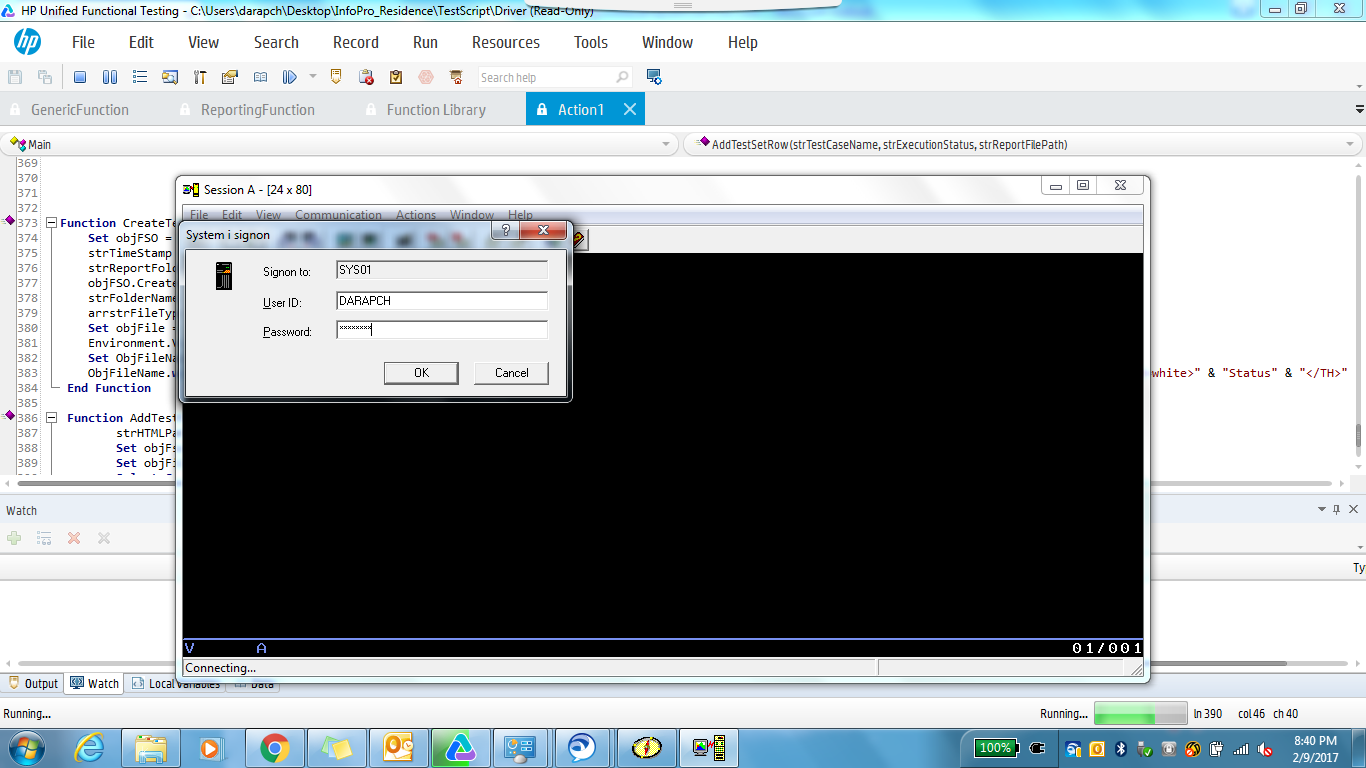 HP Unified Functional Testing - C:\Users\darapch\Desktop\InfoPro_Residence\TestScript\Driver (Read-Only)
hp File Edit View Search Record Run Resources Tools Window Help
Search help
GenericFunction ReportingFunction Function Library Action1
Main AddTestSetRow(strTestCaseName, strExecutionStatus, strReportFilePath)
369
370
371
372
373 Function CreateTe
374 Set objFSO =
375 strTimeStamp
376 strReportFol
377 objFSO.Create
378 strFolderName
379 arrstrFileTyp
380 Set objFile =
381 Environment.V
382 Set ObjFileNa
383 ObjFileName.w white>" & "Status" & "</TH>"
384 End Function
385
386 Function AddTest
387 strHTMLPa
388 Set objFs
389 Set objFi
Session A - [24 x 80]
File Edit View Communication Actions Window Help
System i signon
?
Signon to: SYS01
User ID: DARAPCH
Password: ********
OK Cancel
V A 01/001
Connecting...
Watch
Ty
Output Watch Local Variables Data
Running... Running... ln 390 col 46 ch 40
100% 8:40 PM
2/9/2017